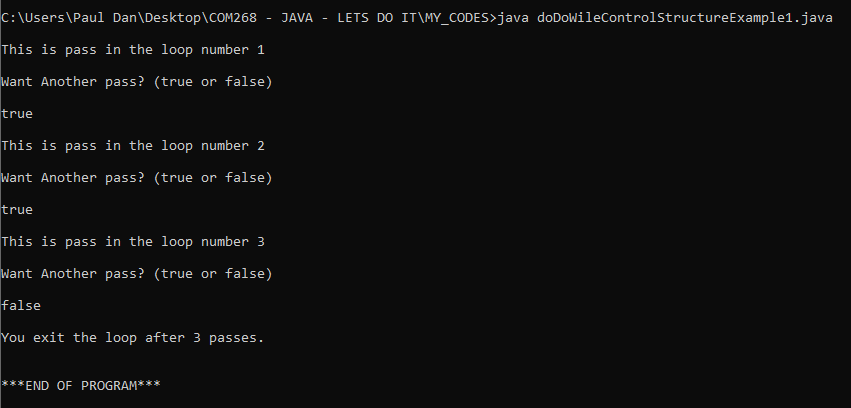 C:\Users\Paul Dan\Desktop\COM268 - JAVA - LETS DO IT\MY_CODES>java doDoWileControlStructureExample1.java
This is pass in the loop number 1
Want Another pass? (true or false)
true
This is pass in the loop number 2
Want Another pass? (true or false)
true
This is pass in the loop number 3
Want Another pass? (true or false)
false
You exit the loop after 3 passes.
***END OF PROGRAM***